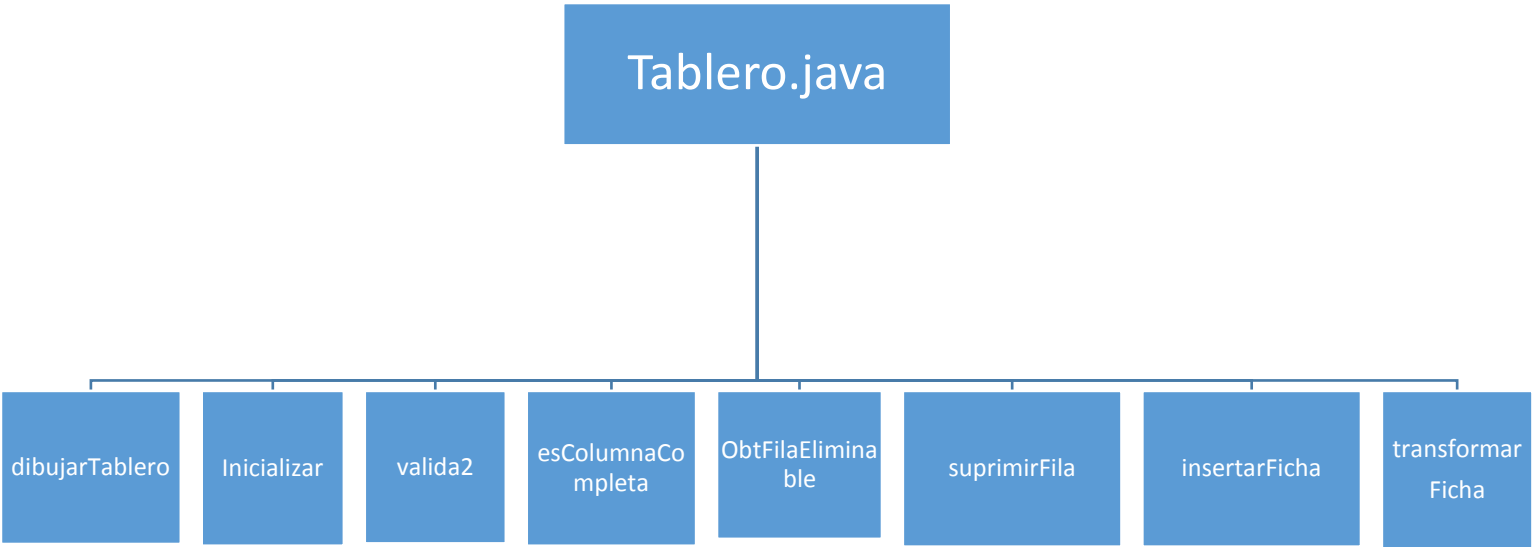 Tablero.java
dibujarTablero
Inicializar
valida2
esColumnaCo
mpleta
ObtFilaElimina
ble
suprimirFila
insertarFicha
transformar
Ficha